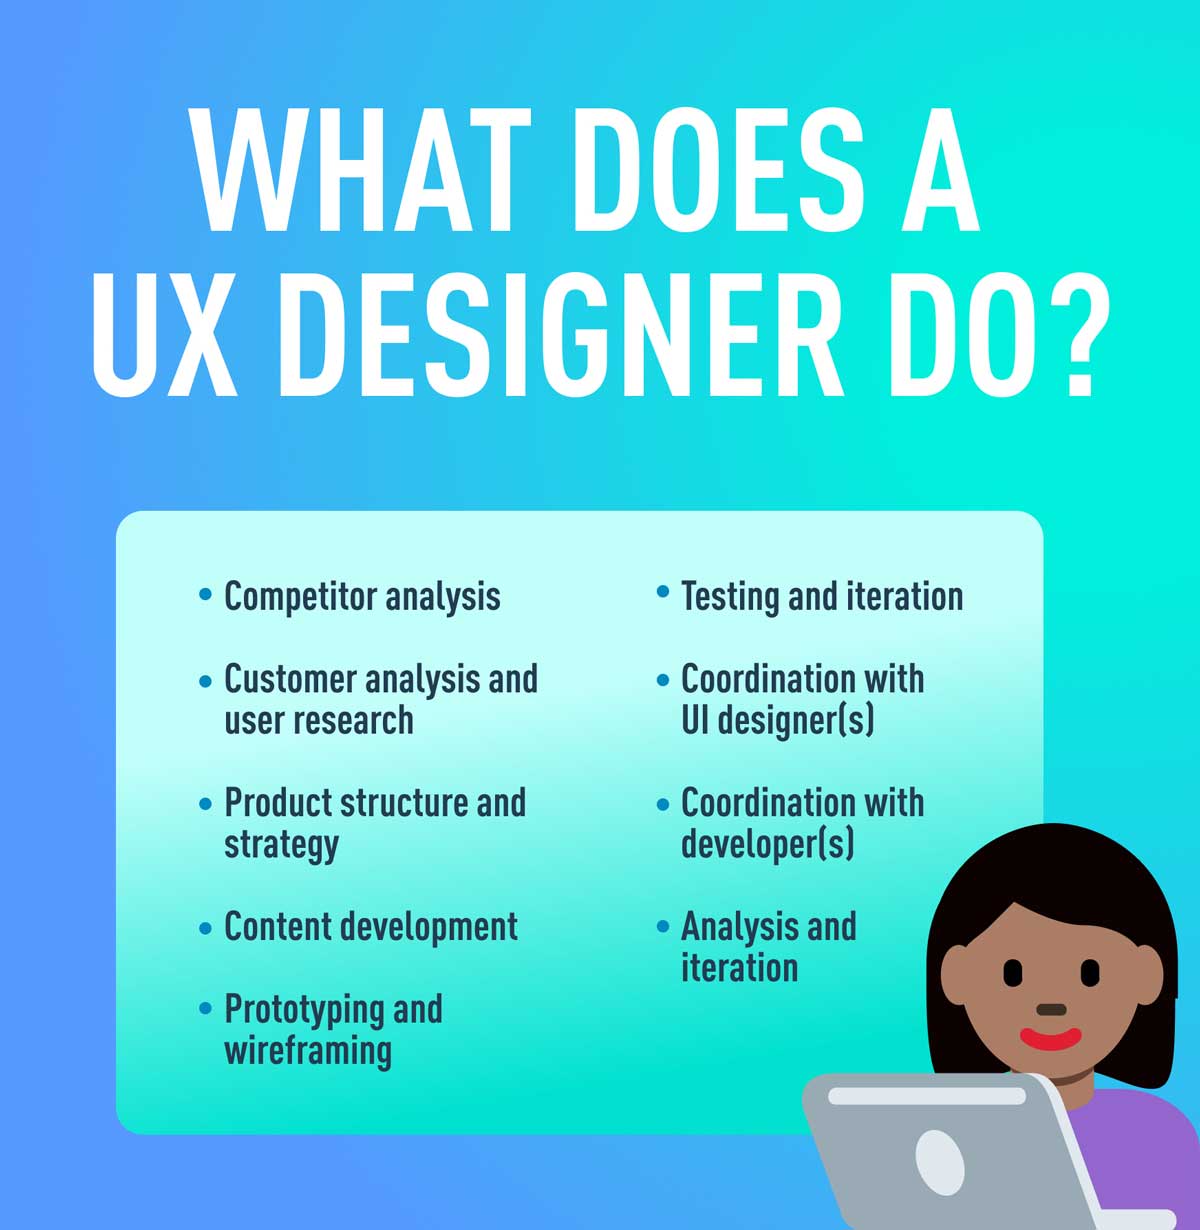 WHAT DOES A
UX DESIGNER DO?
• Competitor analysis
• Customer analysis and
user research
• Product structure and
strategy
• Content development
• Prototyping and
wireframing
• Testing and iteration
• Coordination with
UI designer(s)
• Coordination with
developer(s)
• Analysis and
iteration